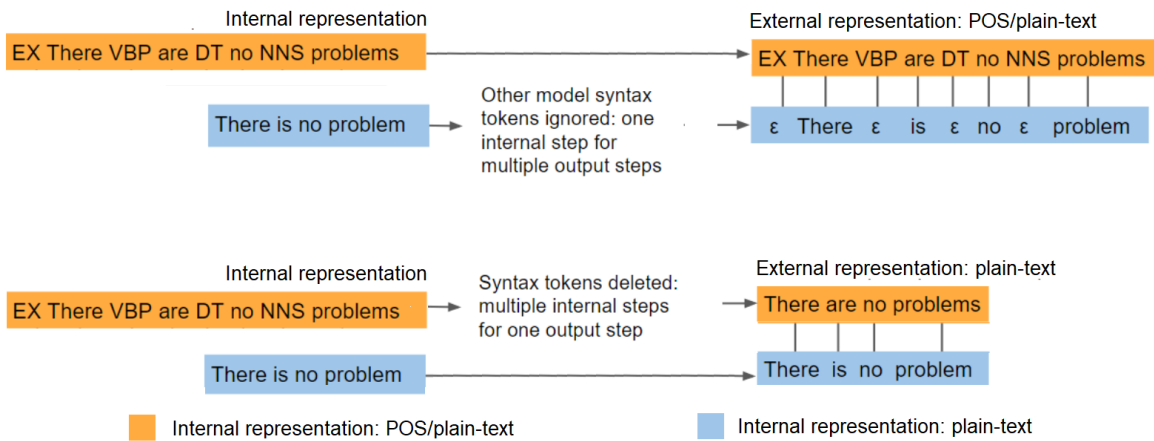 Internal representation
External representation: POS/plain-text
EX There VBP are DT no NNS problems
EX There VBP are DT no NNS problems
There is no problem
Other model syntax
tokens ignored: one
internal step for
multiple output steps
ε There ε is ε no ε problem
Internal representation
External representation: plain-text
EX There VBP are DT no NNS problems
Syntax tokens deleted:
multiple internal steps
for one output step
There are no problems
There is no problem
There is no problem
Internal representation: POS/plain-text
Internal representation: plain-text